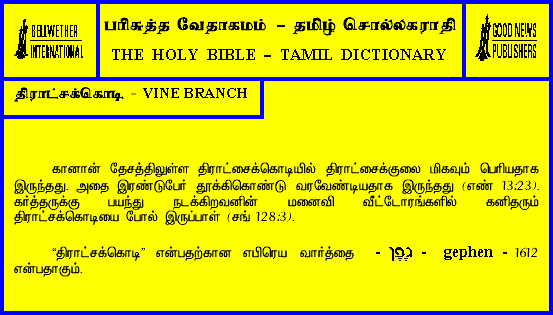 BELLWETHER
INTERNATIONAL
பரிசுத்த வேதாகமம் – தமிழ் சொல்லகராதி
THE HOLY BIBLE – TAMIL DICTIONARY
GOOD NEWS
PUBLISHERS
திராட்சக்கொடி, - VINE BRANCH
கானான் தேசத்திலுள்ள திராட்சைக்கொடியில் திராட்சைக்குலை மிகவும் பெரியதாக
இருந்தது. அதை இரண்டுபேர் தூக்கிகொண்டு வரவேண்டியதாக இருந்தது (எண் 13:23).
கர்த்தருக்கு பயந்து நடக்கிறவனின் மனைவி வீட்டோரங்களில் கனிதரும்
திராட்சக்கொடியை போல் இருப்பாள் (சங் 128:3).
“திராட்சக்கொடி” என்பதற்கான எபிரெய வார்த்தை - גֶּפֶן - gephen - 1612
என்பதாகும்.